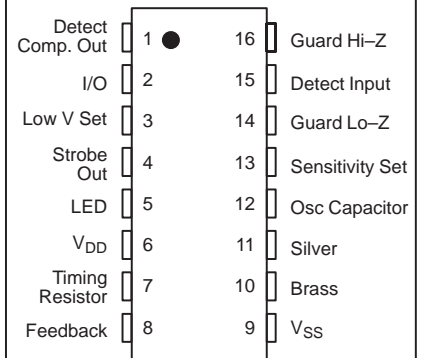 Detect
Comp. Out 1 16 Guard Hi–Z
I/O 2 15 Detect Input
Low V Set 3 14 Guard Lo–Z
Strobe
Out 4 13 Sensitivity Set
LED 5 12 Osc Capacitor
VDD 6 11 Silver
Timing
Resistor 7 10 Brass
Feedback 8 9 VSS